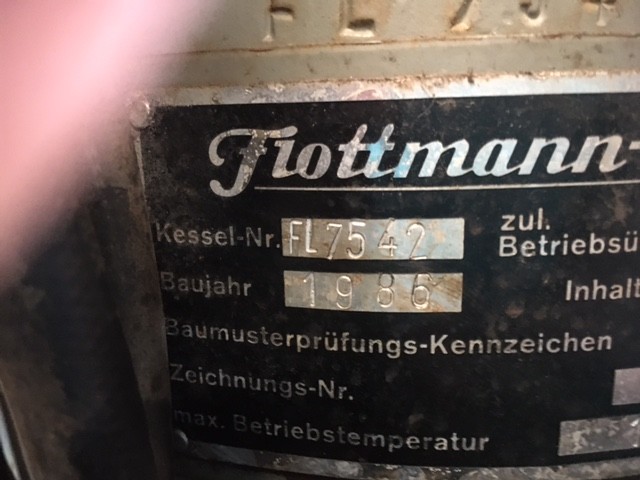 Flottmann-
Kessel-Nr. FL7542 zul.
Betriebsü
Baujahr 1986 Inhalt
Baumusterprüfungs-Kennzeichen
Zeichnungs-Nr.
max. Betriebstemperatur